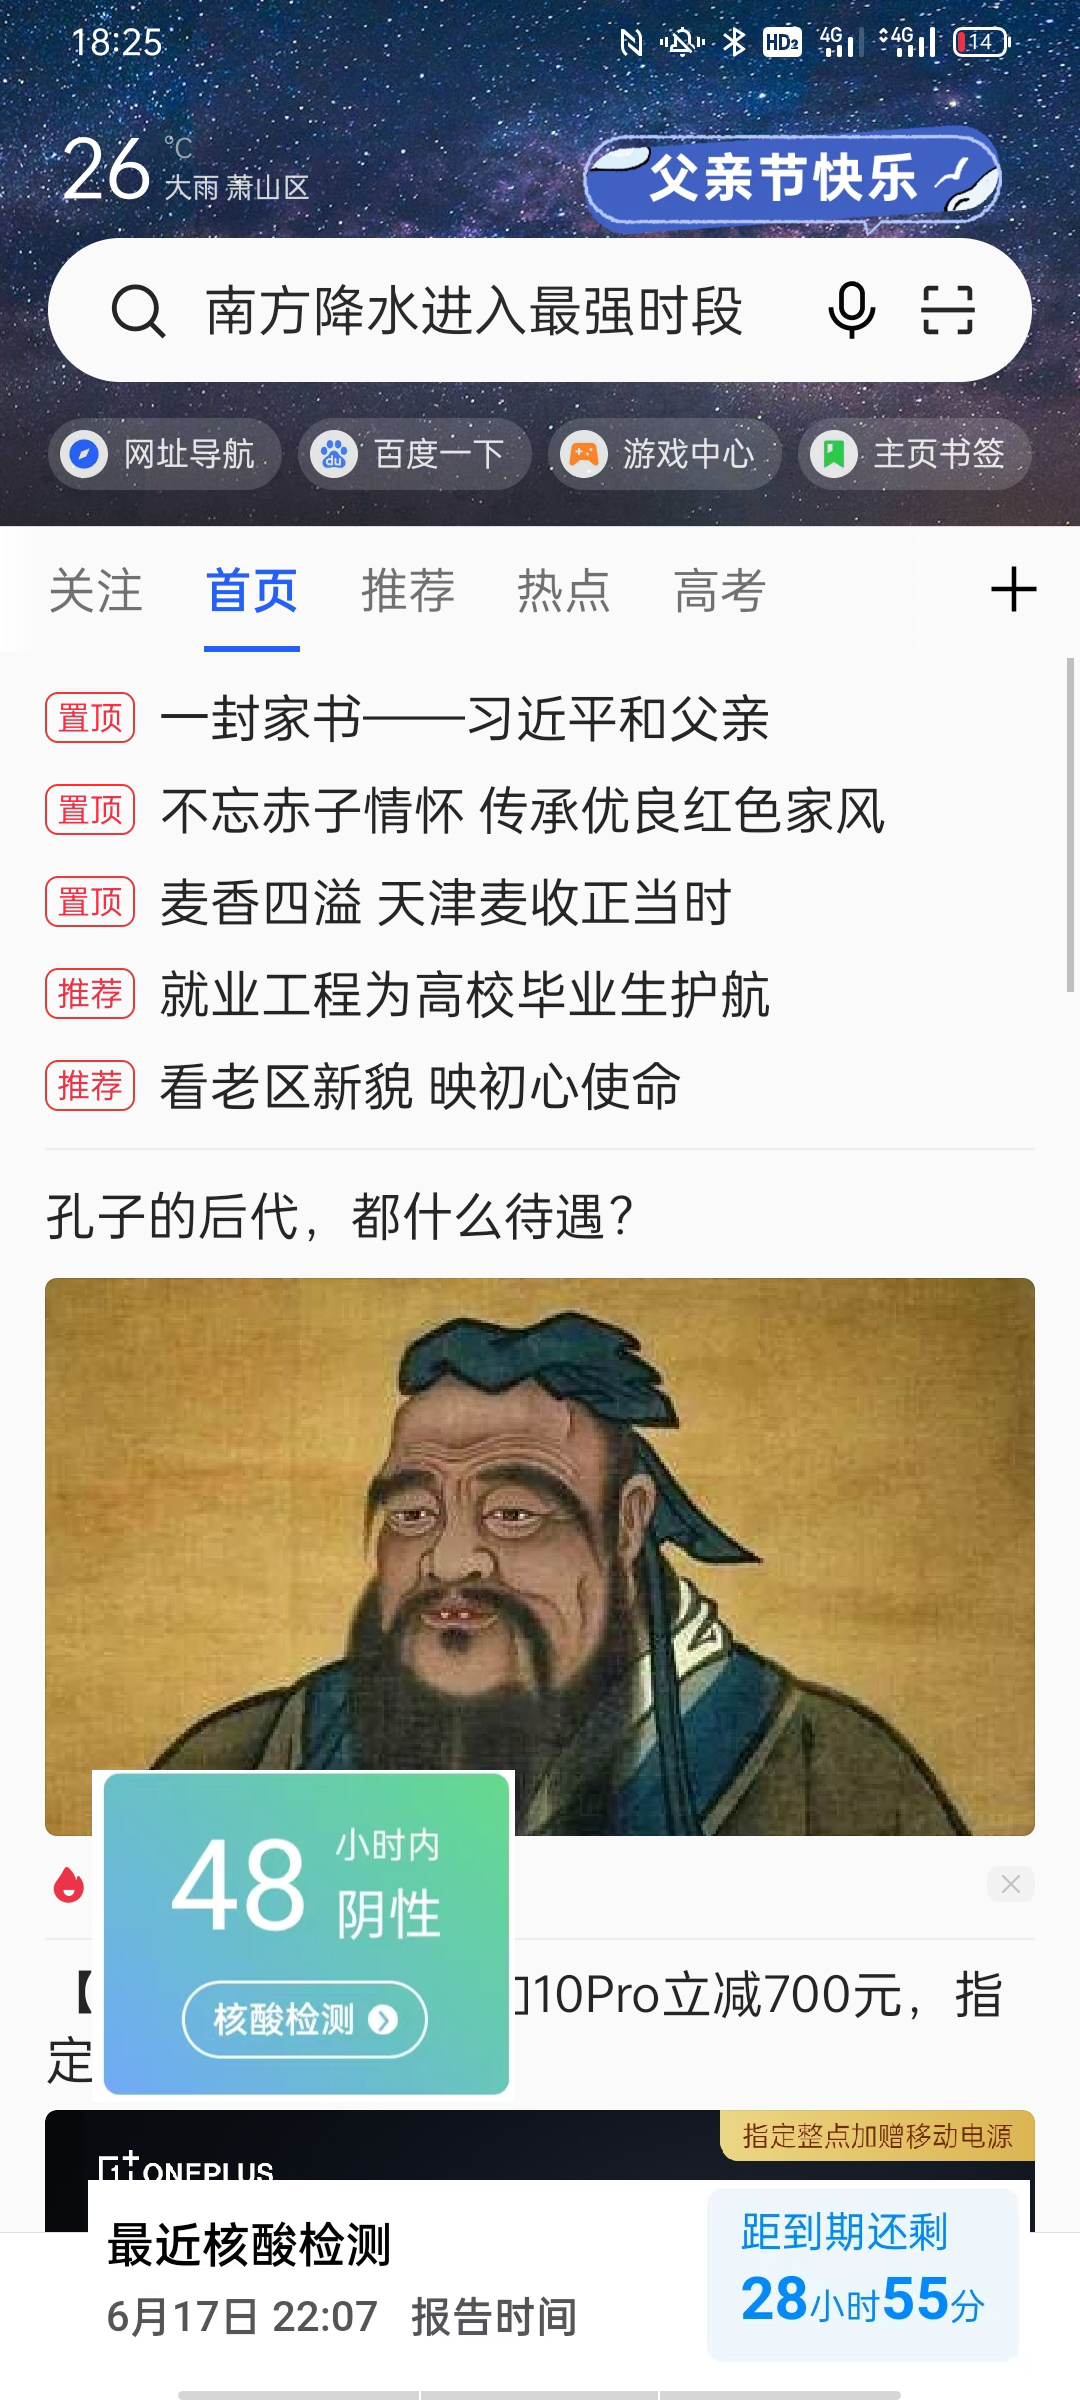 18:25
HD2 4G 4G 14
26 °C
大雨 萧山区
父亲节快乐
南方降水进入最强时段
网址导航 百度一下 游戏中心 主页书签
关注 首页 推荐 热点 高考
置顶 一封家书——习近平和父亲
置顶 不忘赤子情怀 传承优良红色家风
置顶 麦香四溢 天津麦收正当时
推荐 就业工程为高校毕业生护航
推荐 看老区新貌 映初心使命
孔子的后代，都什么待遇？
48 小时内
阴性
核酸检测
【 10Pro立减700元，指
定
指定整点加赠移动电源
ONEPLUS
最近核酸检测
6月17日 22:07 报告时间
距到期还剩
28小时55分